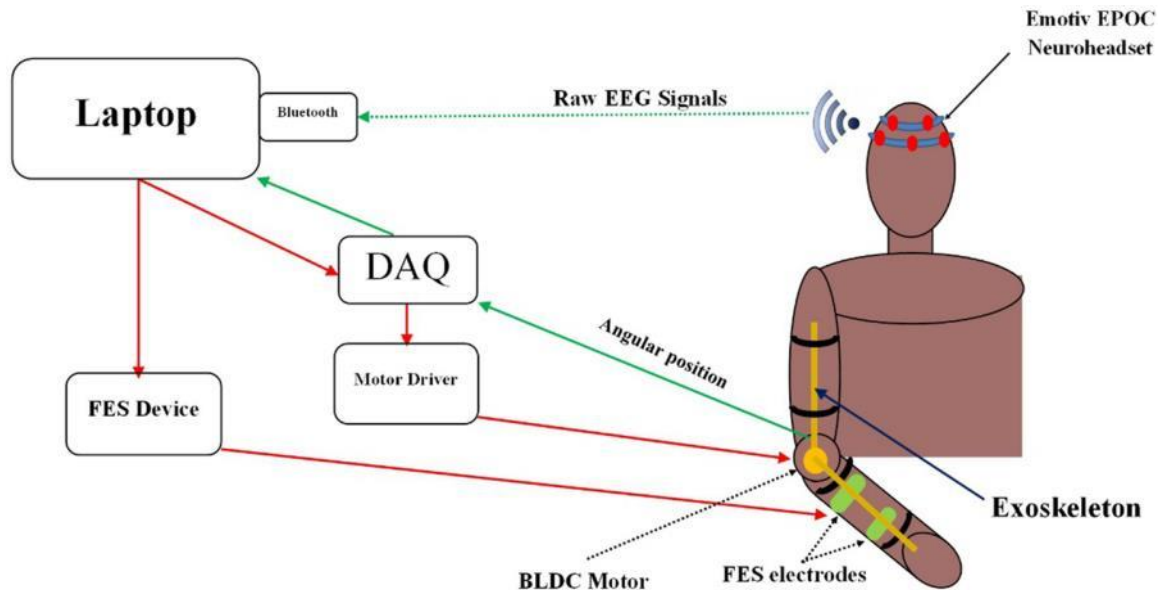 Emotiv EPOC
Neuroheadset
Laptop
Bluetooth
Raw EEG Signals
DAQ
Angular position
Motor Driver
FES Device
Exoskeleton
BLDC Motor
FES electrodes